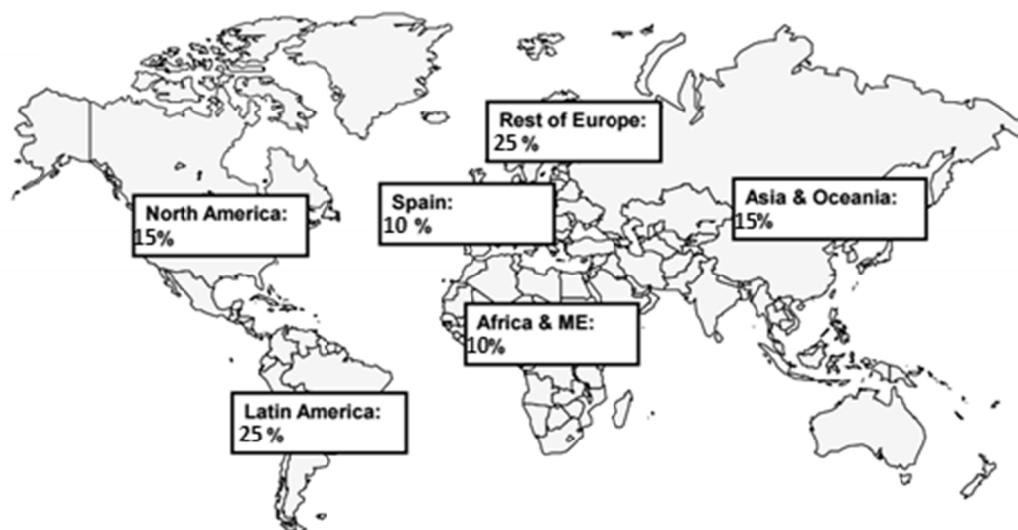 Rest of Europe:
25 %
Spain:
10 %
Asia & Oceania:
15%
North America:
15%
Africa & ME:
10%
Latin America:
25 %